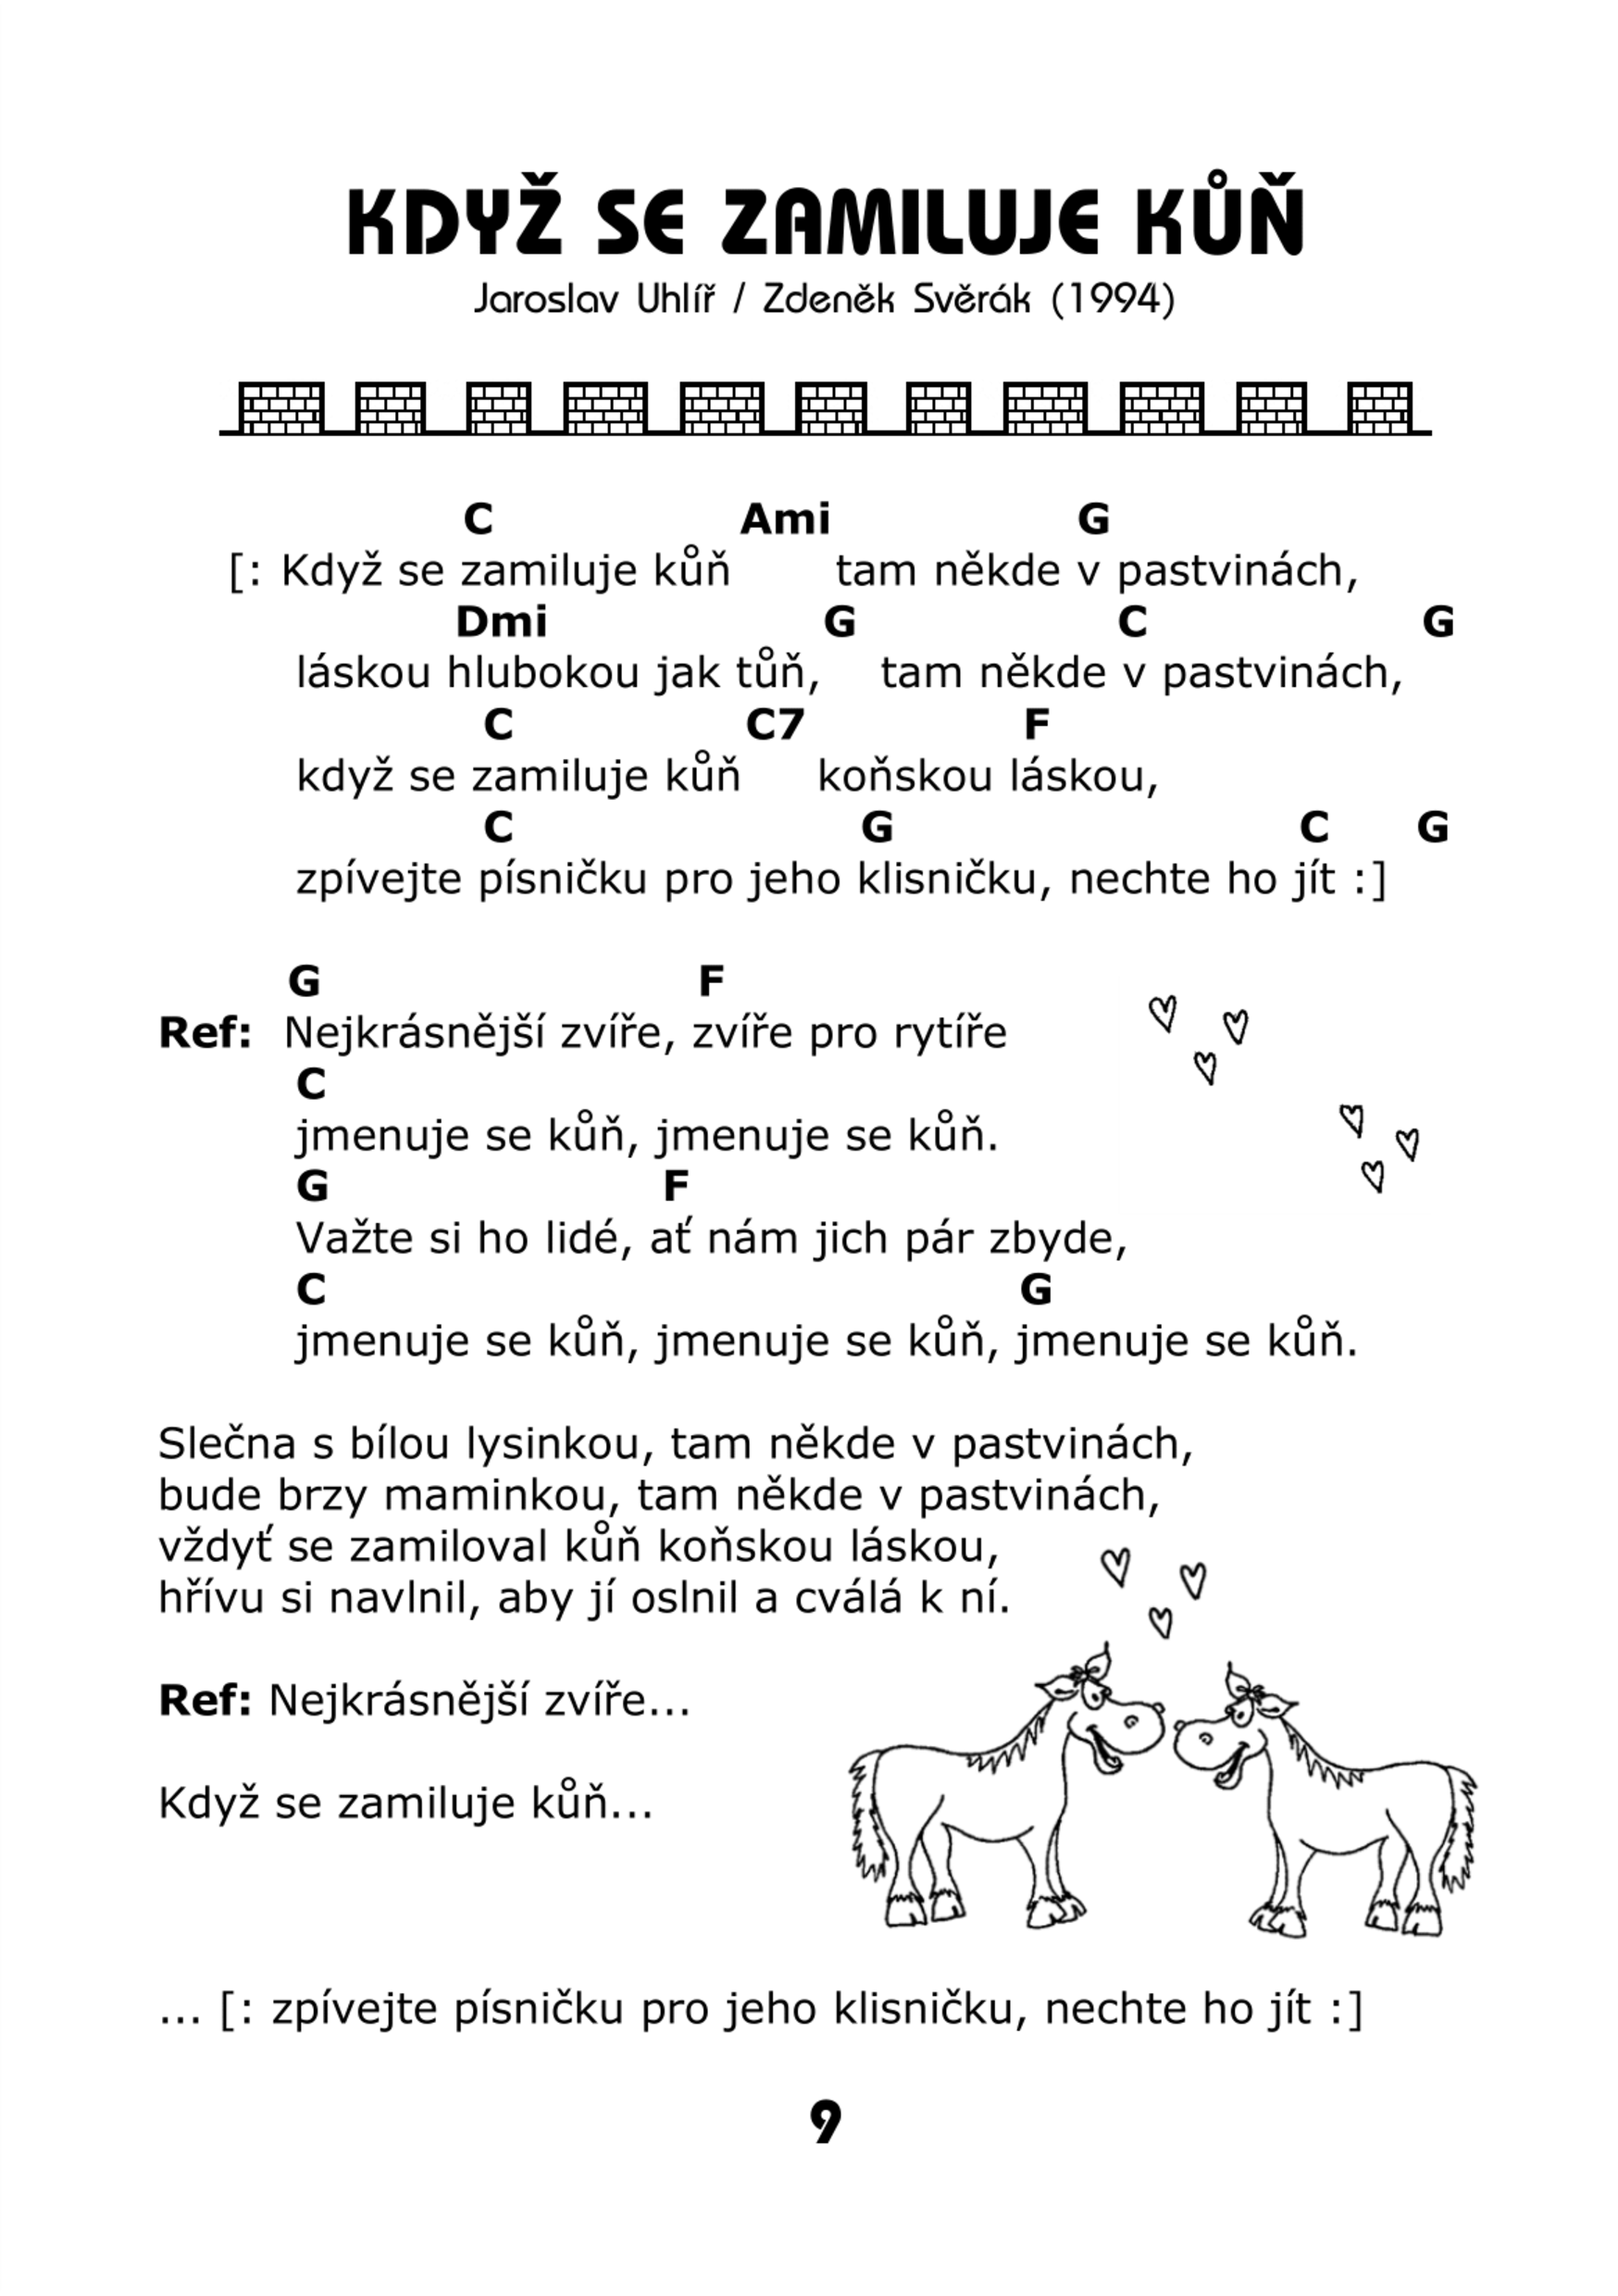 KDYŽ SE ZAMILUJE KŮŇ
Jaroslav Uhlíř / Zdeněk Svěrák (1994)
C Ami G
[: Když se zamiluje kůň tam někde v pastvinách,
Dmi G C G
láskou hlubokou jak tůň, tam někde v pastvinách,
C C7 F
když se zamiluje kůň koňskou láskou,
C G C G
zpívejte písničku pro jeho klisničku, nechte ho jít :]
G F
Ref: Nejkrásnější zvíře, zvíře pro rytíře
C
jmenuje se kůň, jmenuje se kůň.
G F
Važte si ho lidé, ať nám jich pár zbyde,
C G
jmenuje se kůň, jmenuje se kůň, jmenuje se kůň.
Slečna s bílou lysinkou, tam někde v pastvinách,
bude brzy maminkou, tam někde v pastvinách,
vždyť se zamiloval kůň koňskou láskou,
hřívu si navlnil, aby jí oslnil a cválá k ní.
Ref: Nejkrásnější zvíře...
Když se zamiluje kůň...
... [: zpívejte písničku pro jeho klisničku, nechte ho jít :]
9